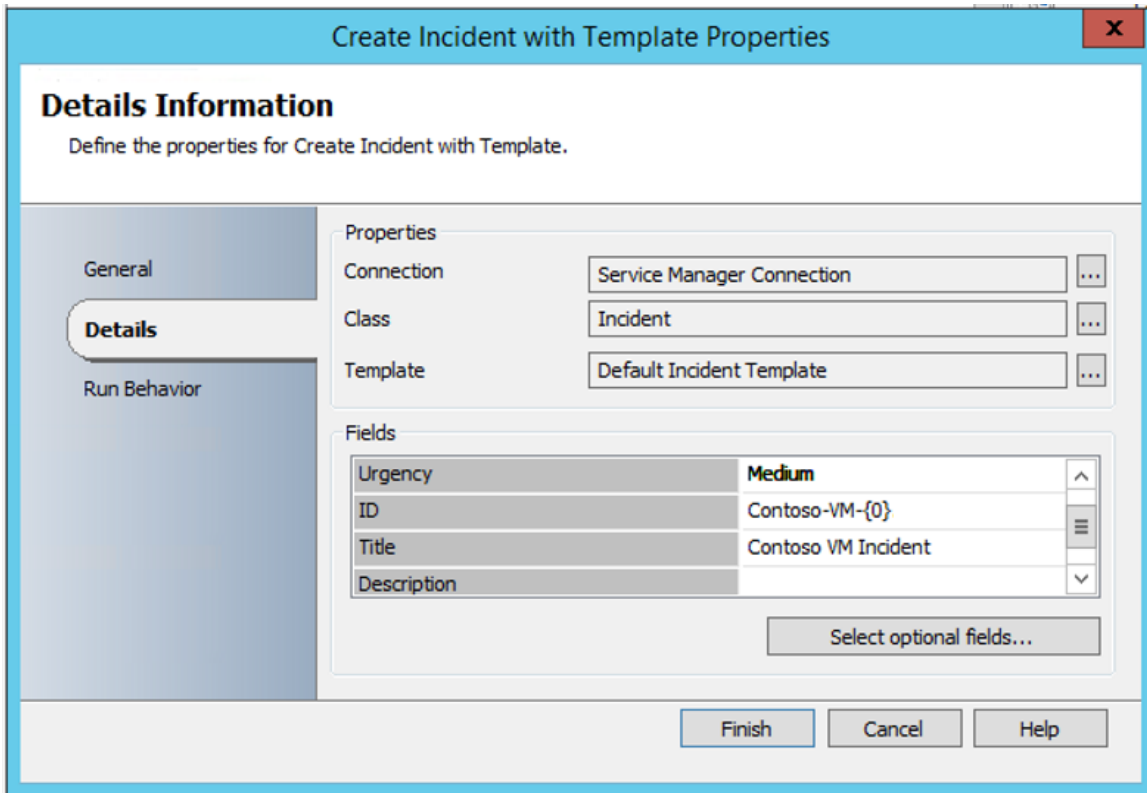 Create Incident with Template Properties
x
Details Information
Define the properties for Create Incident with Template.
General
Details
Run Behavior
Properties
Connection
Service Manager Connection
...
Class
Incident
...
Template
Default Incident Template
...
Fields
Urgency
Medium
ID
Contoso-VM-{0}
Title
Contoso VM Incident
Description
Select optional fields...
Finish
Cancel
Help